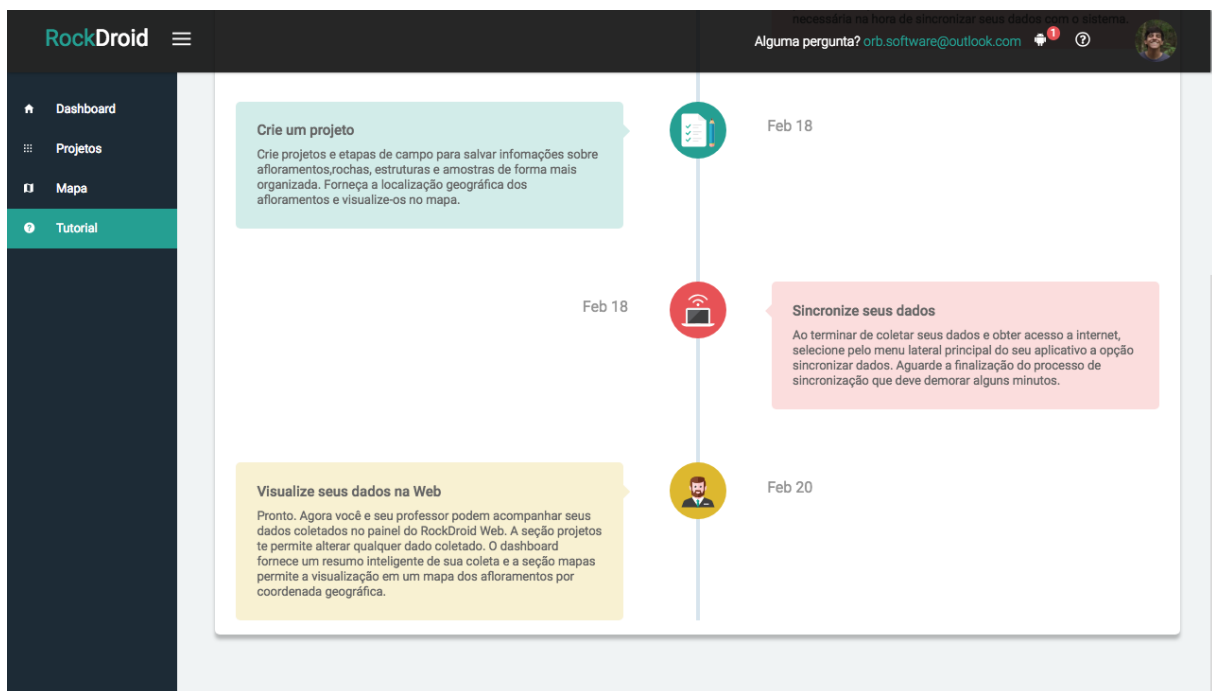 necessária na hora de sincronizar seus dados com o sistema.
RockDroid
Alguma pergunta? orb.software@outlook.com
1
Dashboard
Projetos
Mapa
Tutorial
Crie um projeto
Crie projetos e etapas de campo para salvar infomações sobre
afloramentos,rochas, estruturas e amostras de forma mais
organizada. Forneça a localização geográfica dos
afloramentos e visualize-os no mapa.
Feb 18
Feb 18
Sincronize seus dados
Ao terminar de coletar seus dados e obter acesso a internet,
selecione pelo menu lateral principal do seu aplicativo a opção
sincronizar dados. Aguarde a finalização do processo de
sincronização que deve demorar alguns minutos.
Visualize seus dados na Web
Pronto. Agora você e seu professor podem acompanhar seus
dados coletados no painel do RockDroid Web. A seção projetos
te permite alterar qualquer dado coletado. O dashboard
fornece um resumo inteligente de sua coleta e a seção mapas
permite a visualização em um mapa dos afloramentos por
coordenada geográfica.
Feb 20